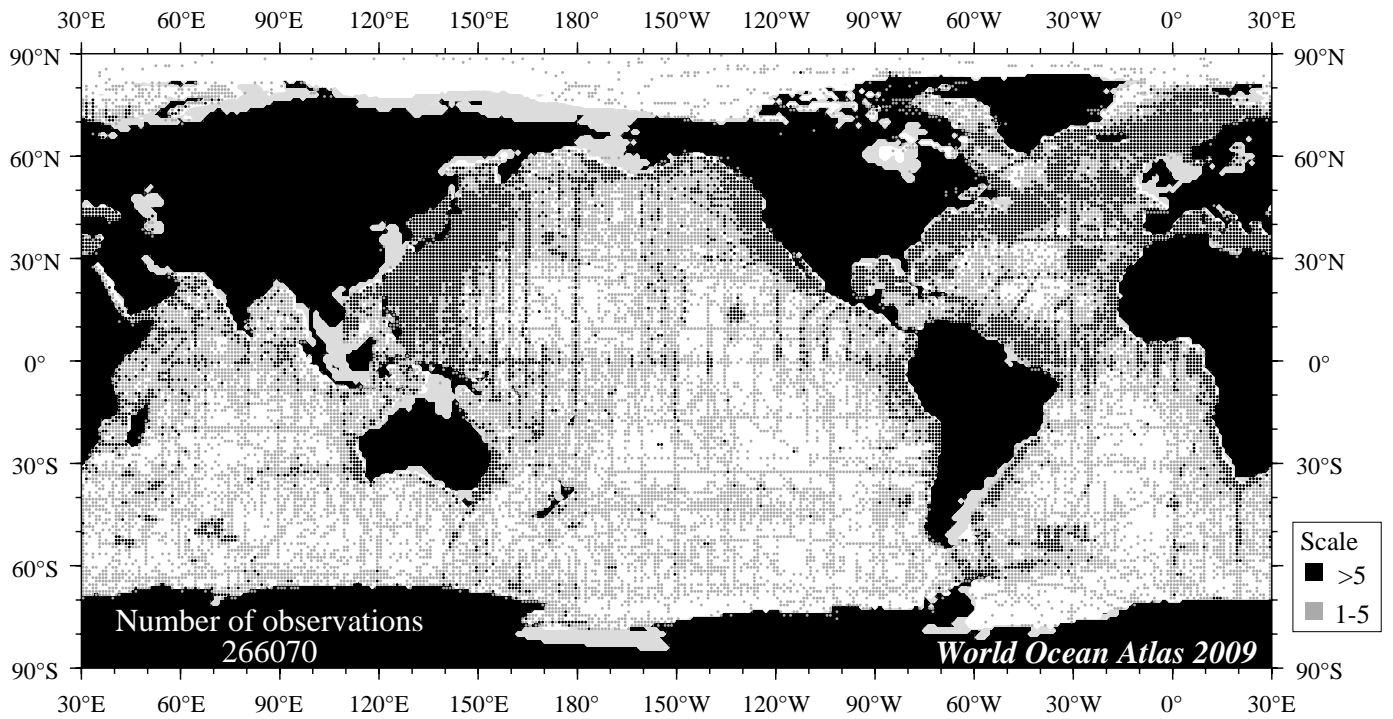 30°E 60°E 90°E 120°E 150°E 180° 150°W 120°W 90°W 60°W 30°W 0° 30°E
90°N 90°N
60°N 60°N
30°N 30°N
0° 0°
30°S 30°S
Scale
60°S 60°S >5
Number of observations 1-5
266070 World Ocean Atlas 2009
90°S 90°S
30°E 60°E 90°E 120°E 150°E 180° 150°W 120°W 90°W 60°W 30°W 0° 30°E